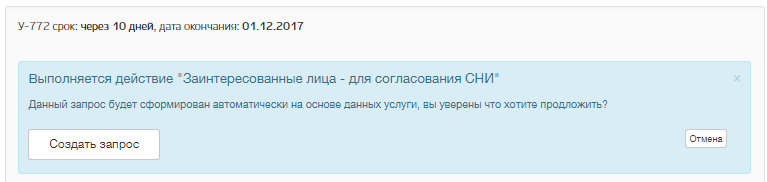 У-772 срок: через 10 дней, дата окончания: 01.12.2017
Выполняется действие "Заинтересованные лица - для согласования СНИ"
×
Данный запрос будет сформирован автоматически на основе данных услуги, вы уверены что хотите продложить?
Создать запрос
Отмена